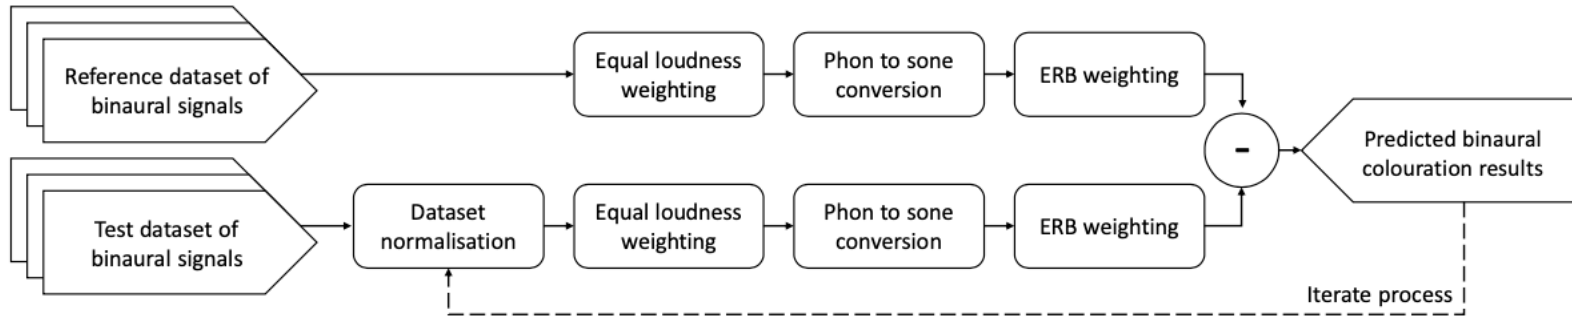 Reference dataset of
binaural signals
Equal loudness
weighting
Phon to sone
conversion
ERB weighting
-
Predicted binaural
colouration results
Test dataset of
binaural signals
Dataset
normalisation
Equal loudness
weighting
Phon to sone
conversion
ERB weighting
Iterate process